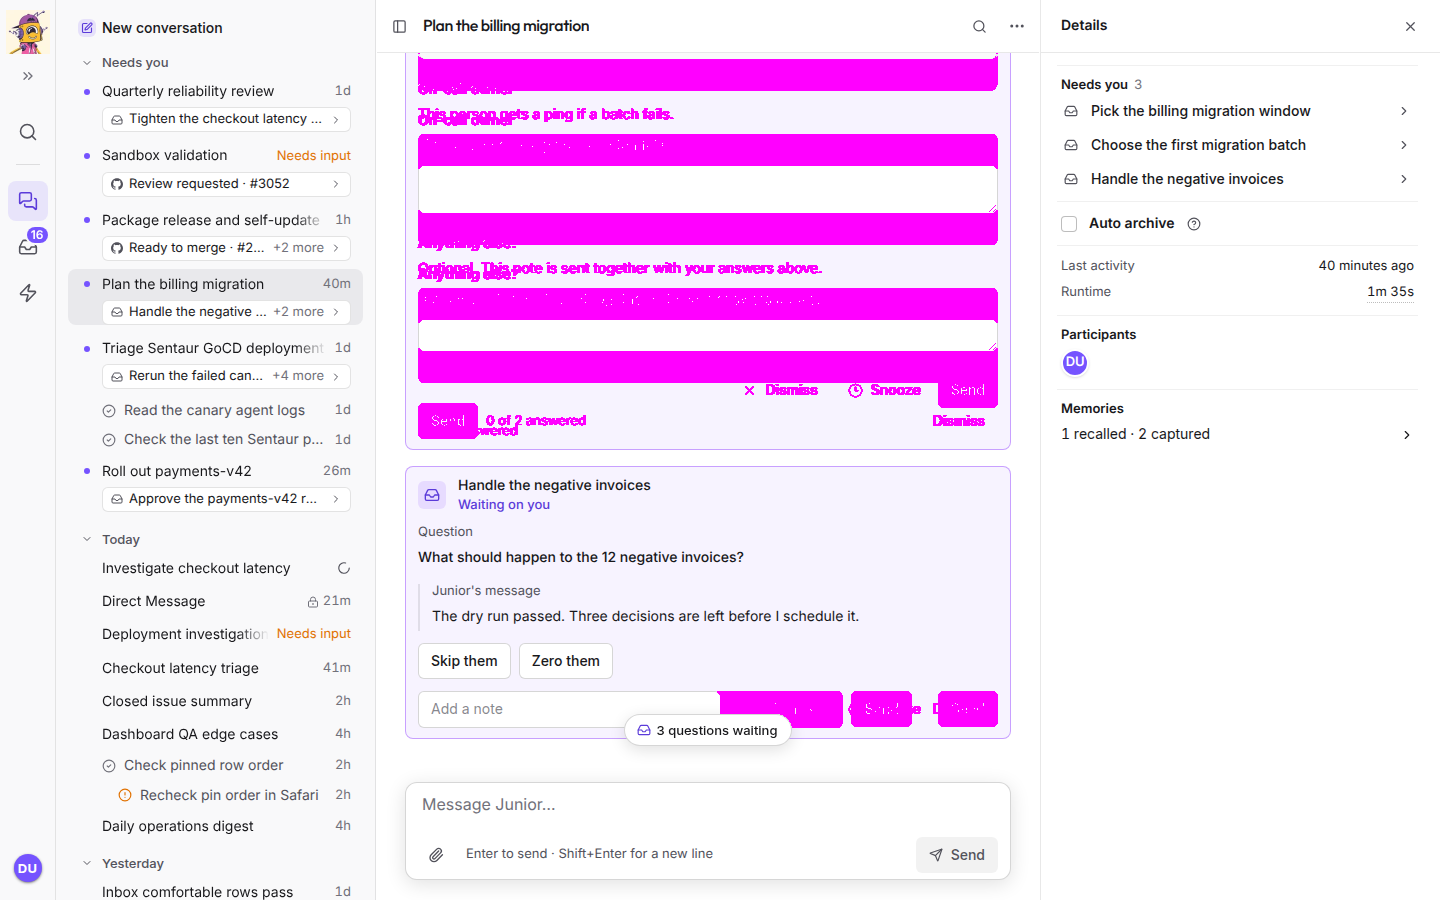 New conversation
Needs you
Quarterly reliability review 1d
Tighten the checkout latency ...
Sandbox validation Needs input
Review requested · #3052
Package release and self-update 1h
Ready to merge · #2... +2 more
Plan the billing migration 40m
Handle the negative ... +2 more
Triage Sentaur GoCD deployment 1d
Rerun the failed can... +4 more
Read the canary agent logs 1d
Check the last ten Sentaur p... 1d
Roll out payments-v42 26m
Approve the payments-v42 r...
Today
Investigate checkout latency
Direct Message 21m
Deployment investigation Needs input
Checkout latency triage 41m
Closed issue summary 2h
Dashboard QA edge cases 4h
Check pinned row order 2h
Recheck pin order in Safari 2h
Daily operations digest 4h
Yesterday
Inbox comfortable rows pass 1d
16
DU
Plan the billing migration
This person gets a ping if a batch fails.
On-call owner
Anything else?
Optional. This note is sent together with your answers above.
Anything else?
Dismiss Snooze Send
Send 0 of 2 answered Dismiss
Handle the negative invoices
Waiting on you
Question
What should happen to the 12 negative invoices?
Junior's message
The dry run passed. Three decisions are left before I schedule it.
Skip them Zero them
Add a note
3 questions waiting
Message Junior...
Enter to send · Shift+Enter for a new line
Send
Details
Needs you 3
Pick the billing migration window
Choose the first migration batch
Handle the negative invoices
Auto archive
Last activity 40 minutes ago
Runtime 1m 35s
Participants
DU
Memories
1 recalled · 2 captured